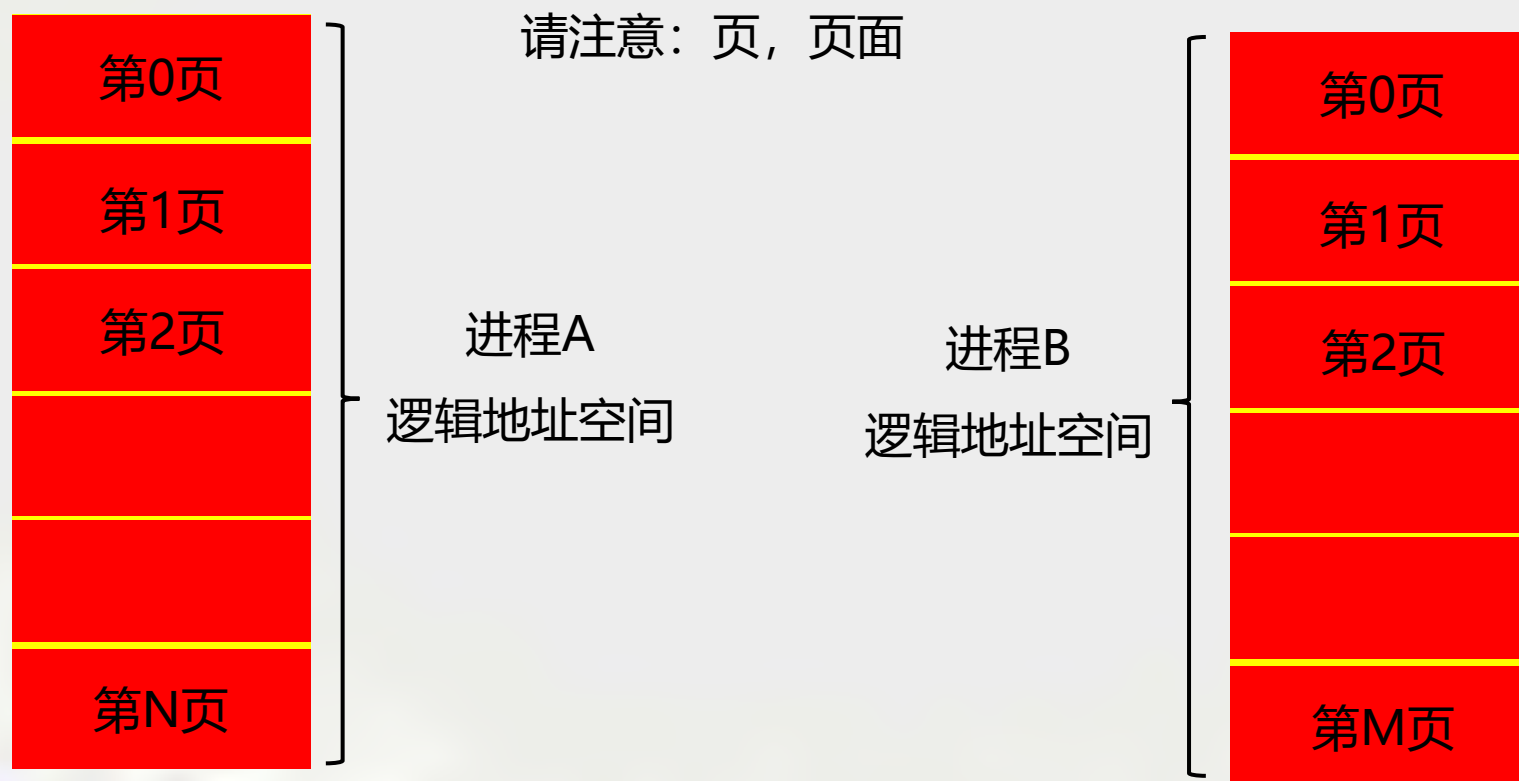 请注意：页，页面
第0页
第1页
第2页
第N页
进程A
逻辑地址空间
进程B
逻辑地址空间
第0页
第1页
第2页
第M页